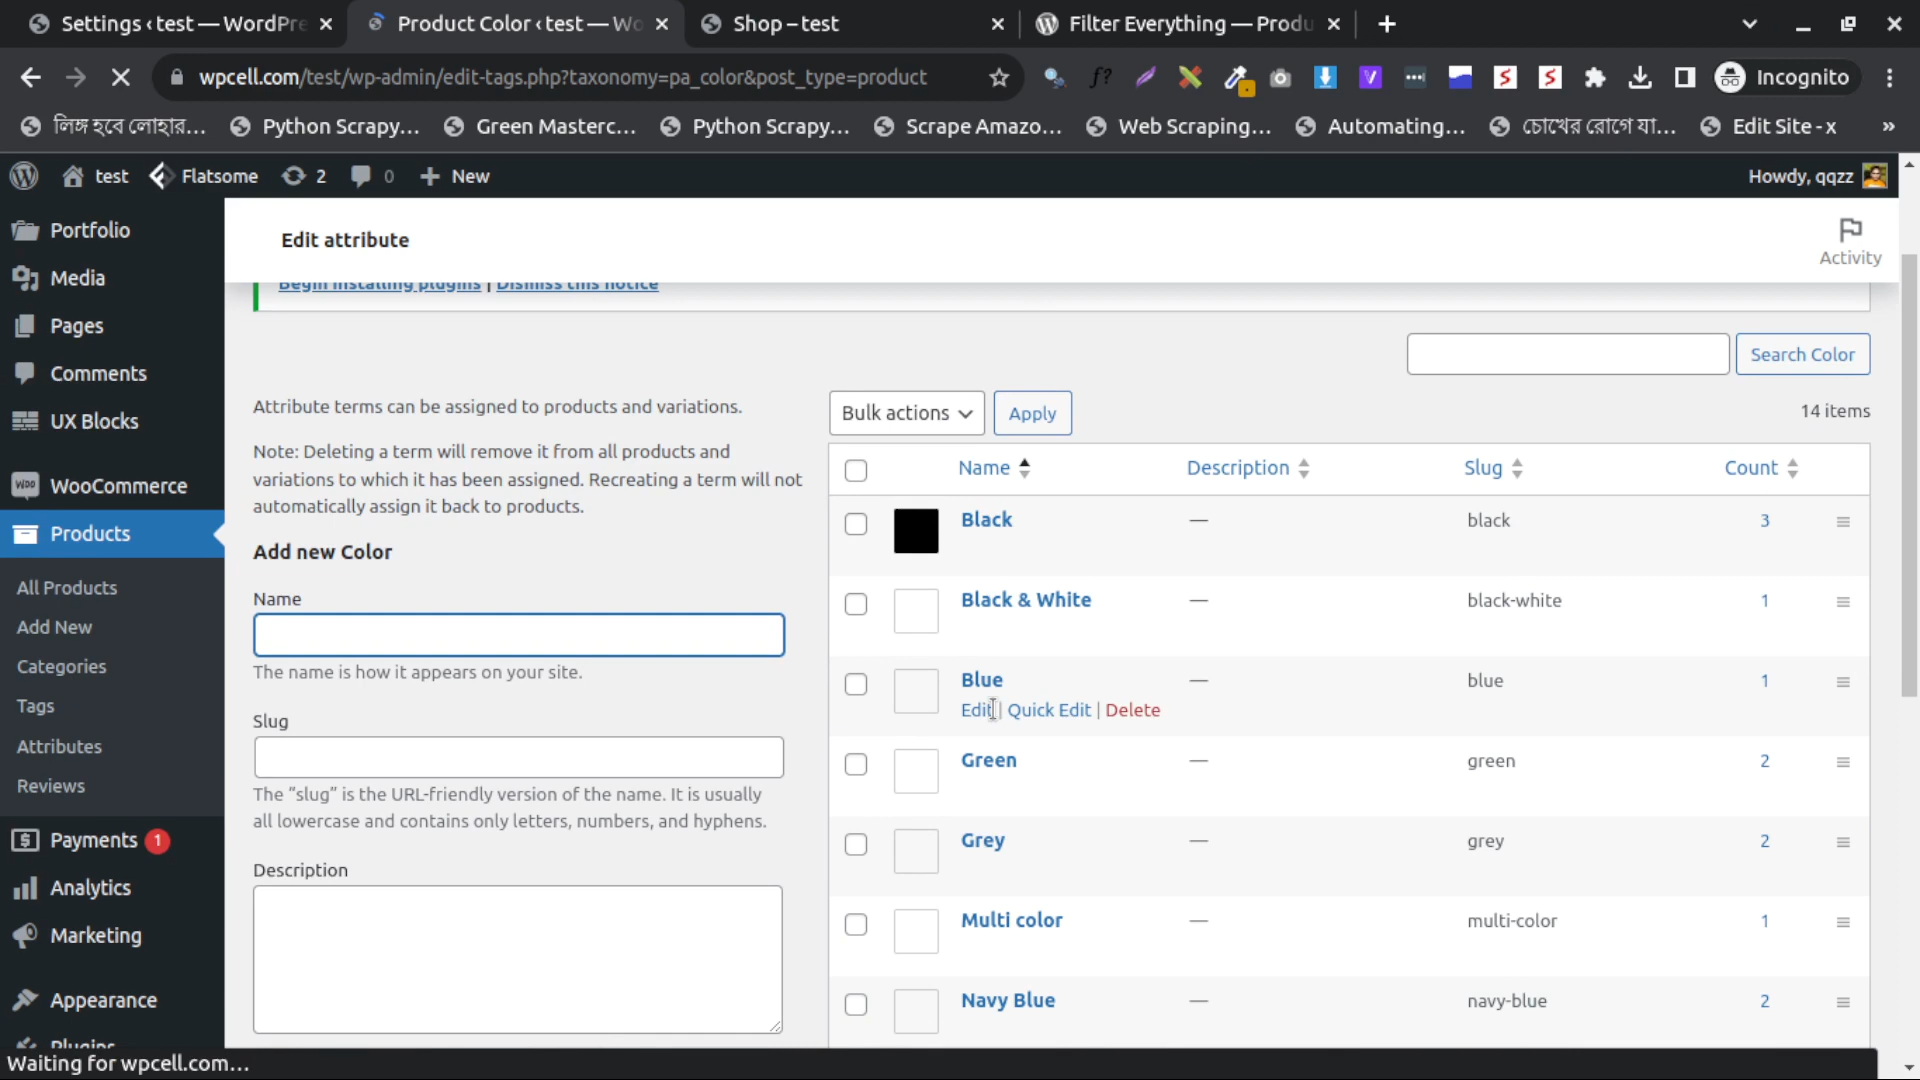 Settings ‹ test — WordPre
Product Color ‹ test — Wo
Shop – test
Filter Everything — Produ
wpcell.com/test/wp-admin/edit-tags.php?taxonomy=pa_color&post_type=product
f?
Incognito
লিঙ্গ হবে লোহার...
Python Scrapy...
Green Masterc...
Python Scrapy...
Scrape Amazo...
Web Scraping...
Automating...
চোখের রোগে যা...
Edit Site - x
»
test
Flatsome
2
0
New
Howdy, qqzz
Portfolio
Media
Pages
Comments
UX Blocks
WooCommerce
Products
All Products
Add New
Categories
Tags
Attributes
Reviews
Payments 1
Analytics
Marketing
Appearance
Plugins
Edit attribute
Activity
Begin installing plugins | Dismiss this notice
Search Color
Attribute terms can be assigned to products and variations.
Note: Deleting a term will remove it from all products and
variations to which it has been assigned. Recreating a term will not
automatically assign it back to products.
Add new Color
Name
The name is how it appears on your site.
Slug
The “slug” is the URL-friendly version of the name. It is usually
all lowercase and contains only letters, numbers, and hyphens.
Description
Bulk actions
Apply
14 items
Name Description Slug Count
Black — black 3
Black & White — black-white 1
Blue — blue 1
Edit | Quick Edit | Delete
Green — green 2
Grey — grey 2
Multi color — multi-color 1
Navy Blue — navy-blue 2
Waiting for wpcell.com...